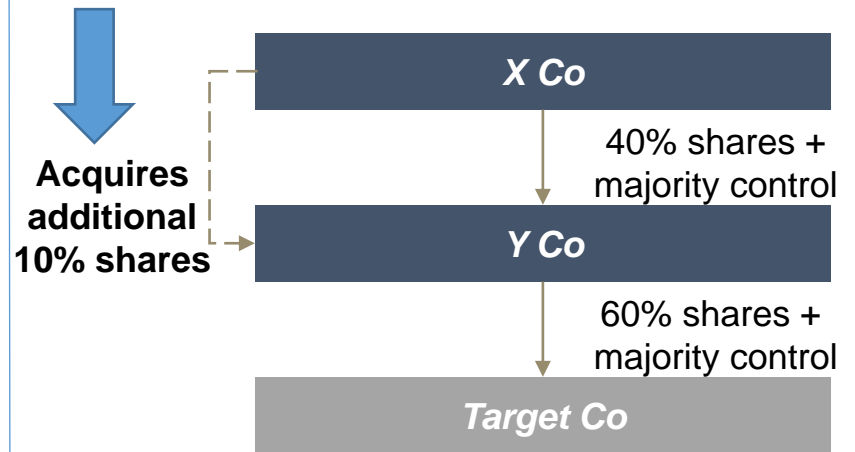 X Co
40% shares +
majority control
Acquires
additional
10% shares
Y Co
60% shares +
majority control
Target Co